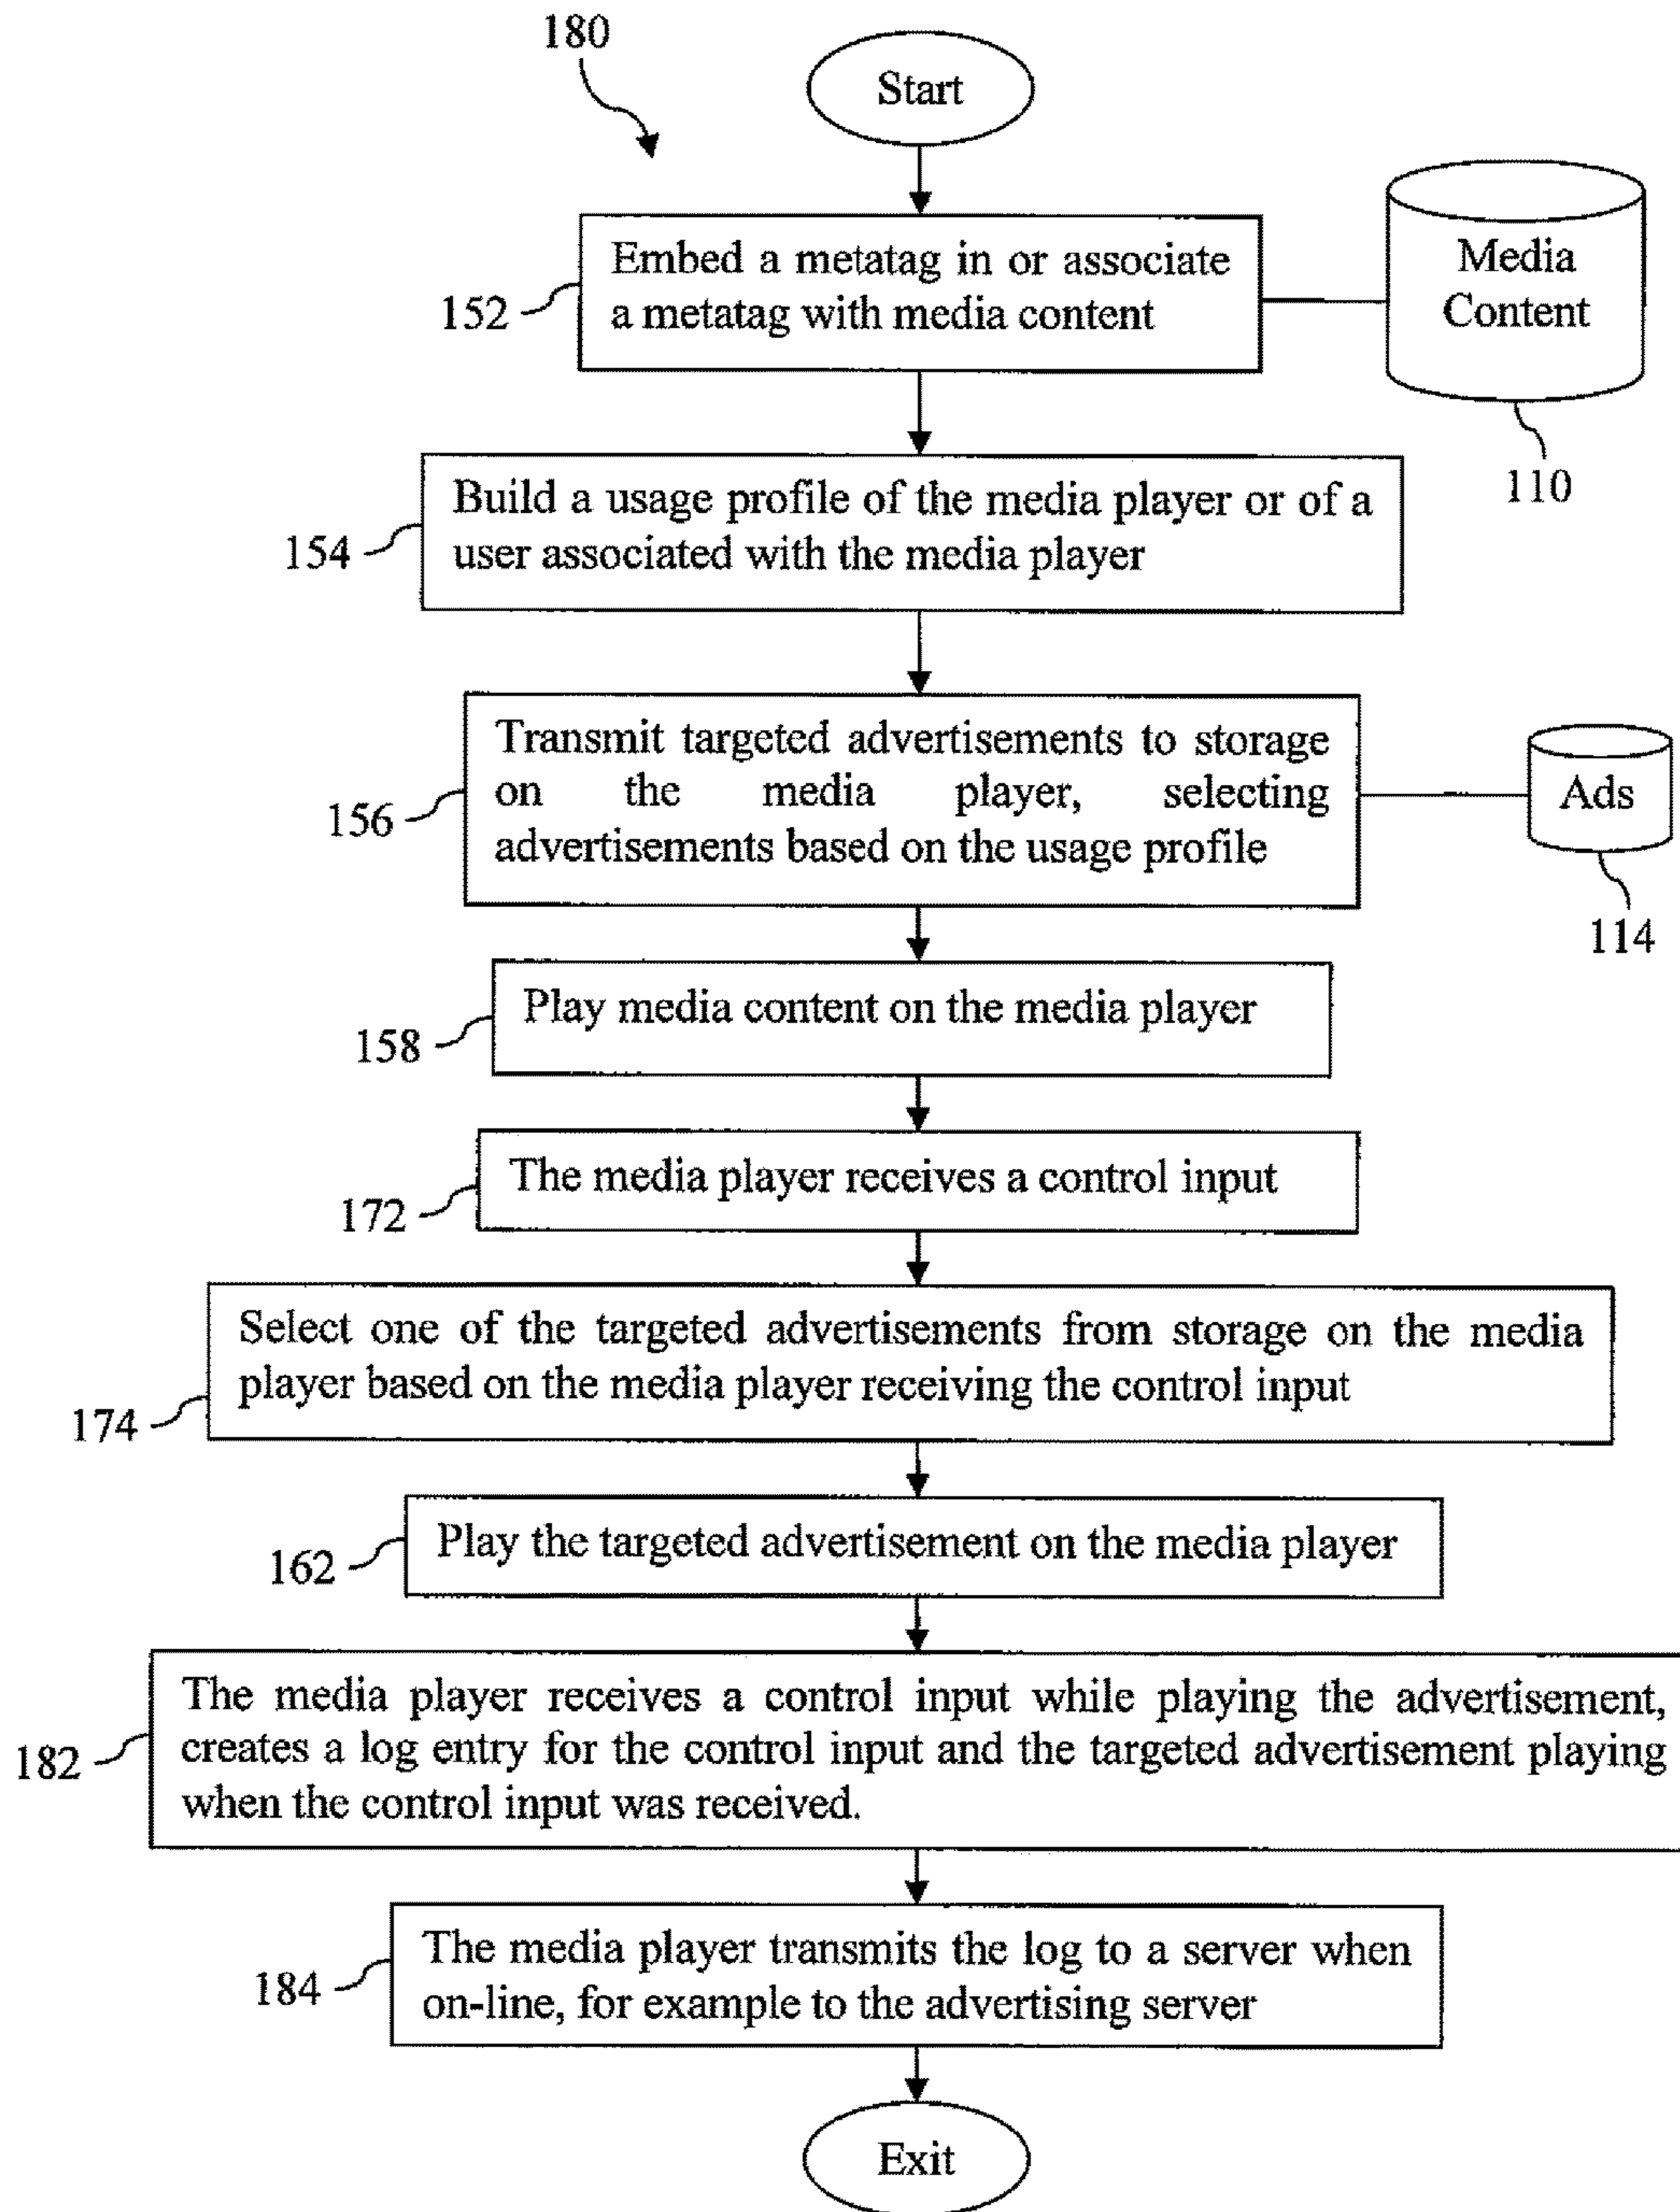 180
Start
Embed a metatag in or associate
a metatag with media content
152
Media
Content
110
Build a usage profile of the media player or of a
user associated with the media player
154
Transmit targeted advertisements to storage
on the media player, selecting
advertisements based on the usage profile
156
Ads
114
Play media content on the media player
158
The media player receives a control input
172
Select one of the targeted advertisements from storage on the media
player based on the media player receiving the control input
174
Play the targeted advertisement on the media player
162
The media player receives a control input while playing the advertisement,
creates a log entry for the control input and the targeted advertisement playing
when the control input was received.
182
The media player transmits the log to a server when
on-line, for example to the advertising server
184
Exit